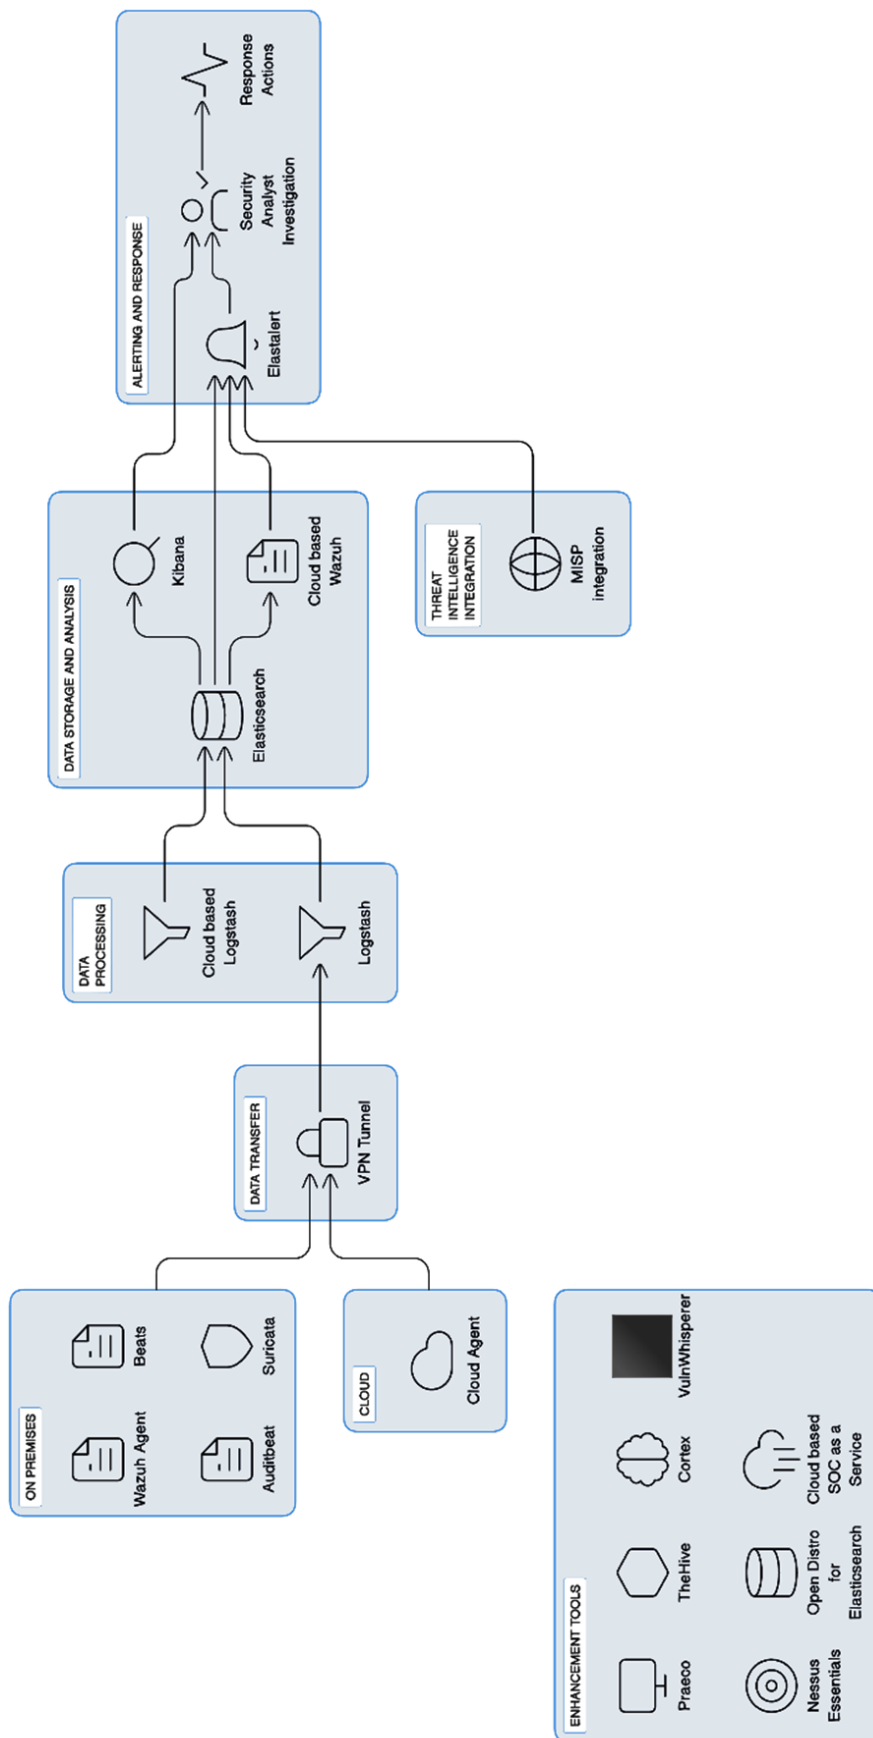 ON PREMISES
Wazuh Agent
Beats
Auditbeat
Suricata
CLOUD
Cloud Agent
DATA TRANSFER
VPN Tunnel
DATA
PROCESSING
Cloud based
Logstash
Logstash
DATA STORAGE AND ANALYSIS
Elasticsearch
Kibana
Cloud based
Wazuh
THREAT
INTELLIGENCE
INTEGRATION
MISP
integration
ALERTING AND RESPONSE
Elastalert
Security
Analyst
Investigation
Response
Actions
ENHANCEMENT TOOLS
Praeco
TheHive
Cortex
VulnWhisperer
Nessus
Essentials
Open Distro
for
Elasticsearch
Cloud based
SOC as a
Service